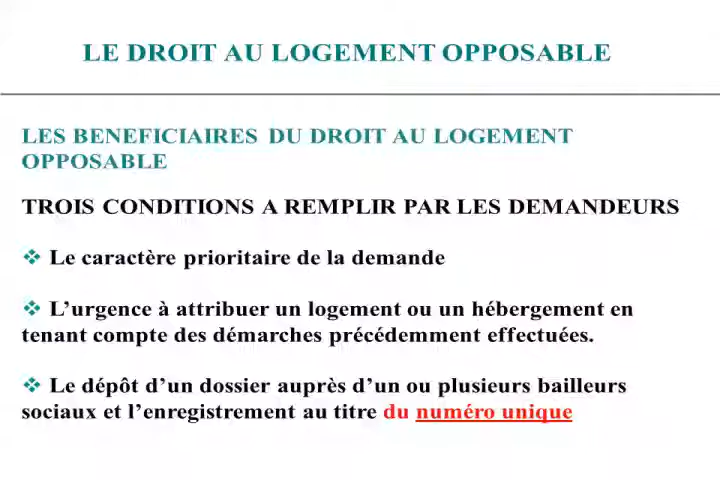 LE DROIT AU LOGEMENT OPPOSABLE
LES BENEFICIAIRES DU DROIT AU LOGEMENT
OPPOSABLE
TROIS CONDITIONS A REMPLIR PAR LES DEMANDEURS
❖ Le caractère prioritaire de la demande
❖ L’urgence à attribuer un logement ou un hébergement en
tenant compte des démarches précédemment effectuées.
❖ Le dépôt d’un dossier auprès d’un ou plusieurs bailleurs
sociaux et l’enregistrement au titre du numéro unique